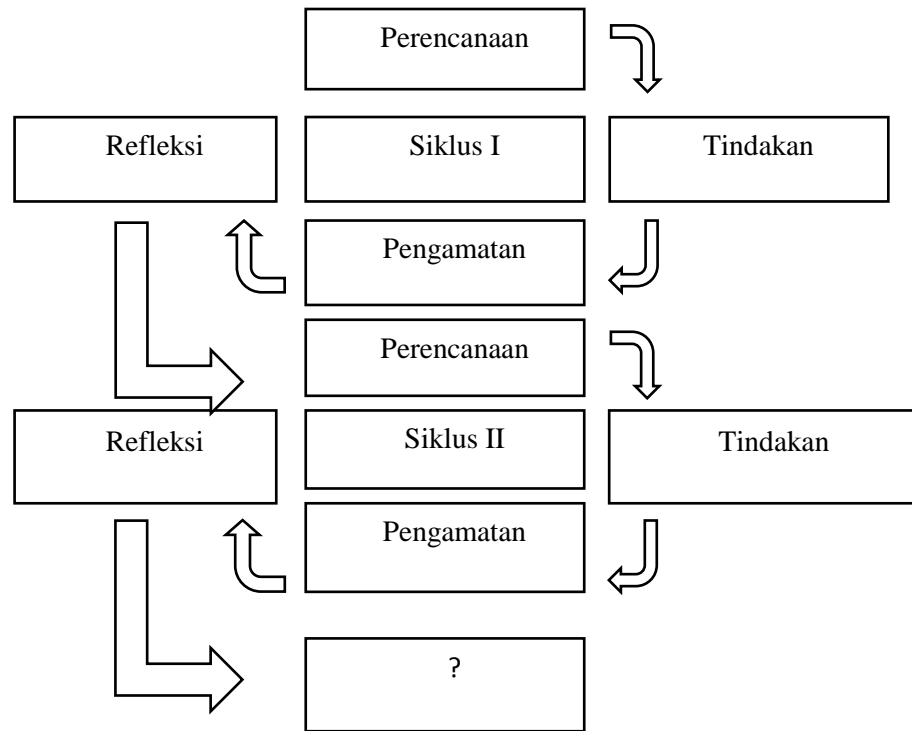 Perencanaan
Refleksi
Siklus I
Tindakan
Pengamatan
Perencanaan
Refleksi
Siklus II
Tindakan
Pengamatan
?